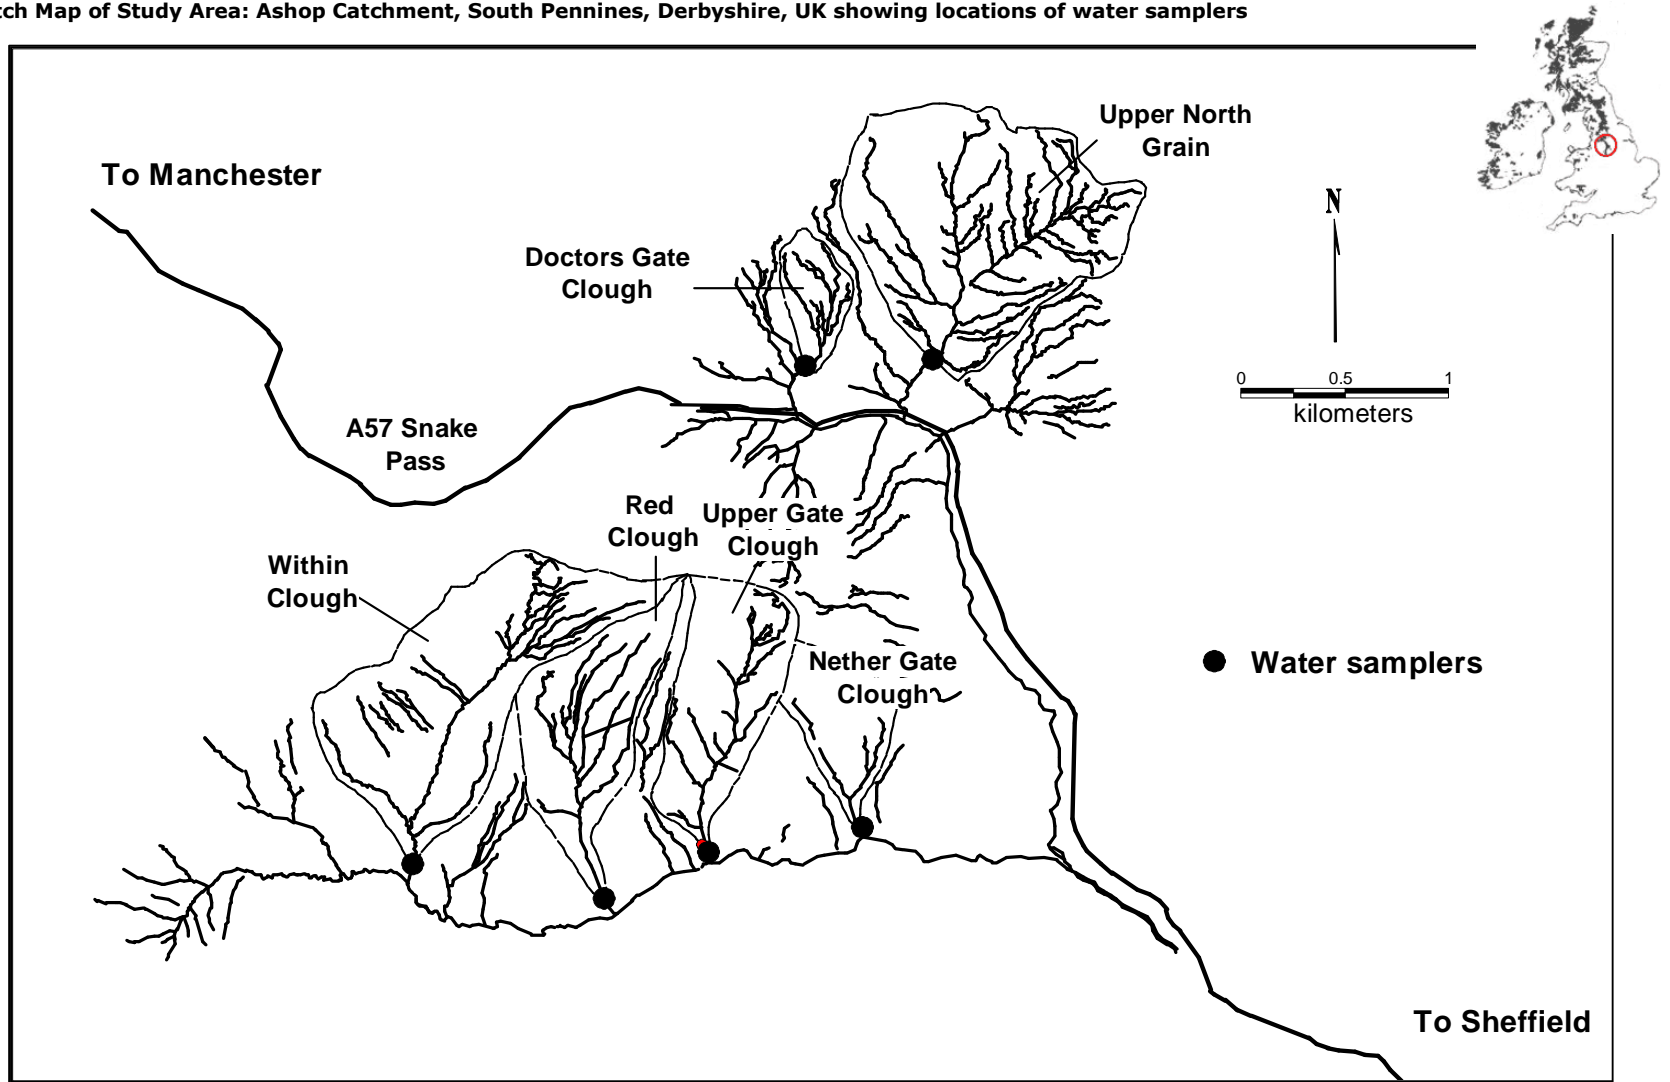 Map of Study Area: Ashop Catchment, South Pennines, Derbyshire, UK showing locations of water samplers
Upper North
Grain
To Manchester
N
Doctors Gate
Clough
0 0.5 1
kilometers
A57 Snake
Pass
Red
Clough
Upper Gate
Clough
Within
Clough
Nether Gate
Clough
Water samplers
To Sheffield